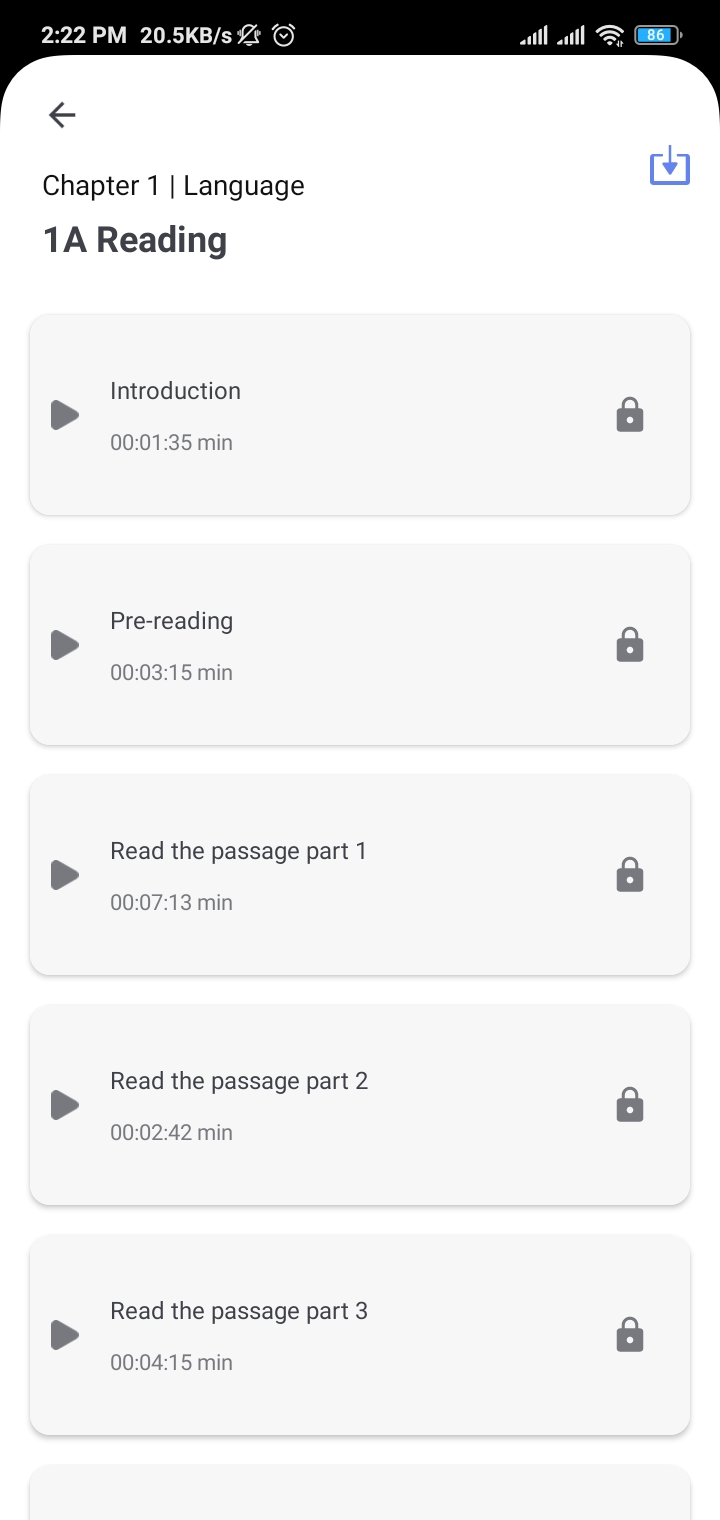 2:22 PM 20.5KB/s 86
Chapter 1 | Language
1A Reading
Introduction
00:01:35 min
Pre-reading
00:03:15 min
Read the passage part 1
00:07:13 min
Read the passage part 2
00:02:42 min
Read the passage part 3
00:04:15 min